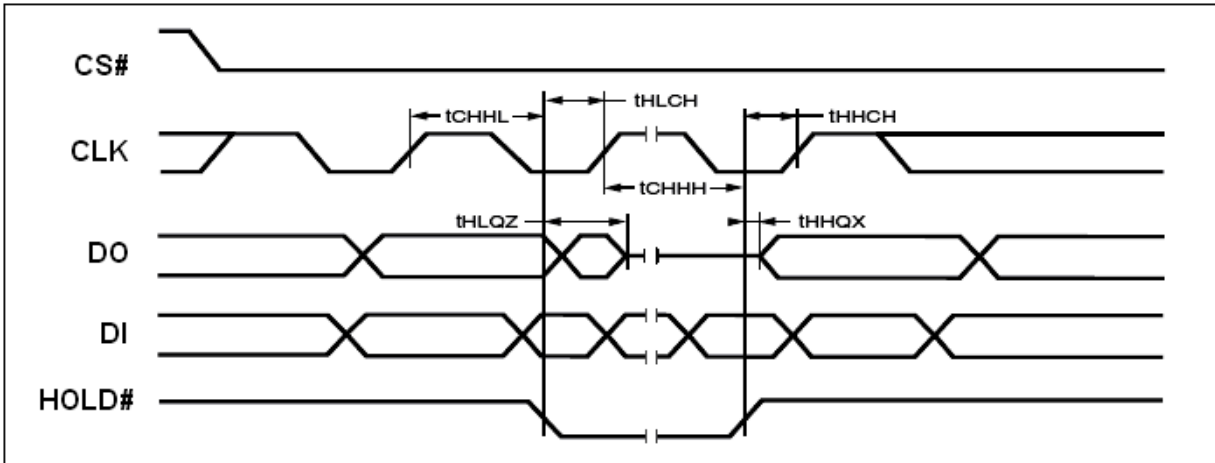 CS#
tHLCH
tCHHL
tHHCH
CLK
tCHHH
tHLQZ
tHHQX
DO
DI
HOLD#